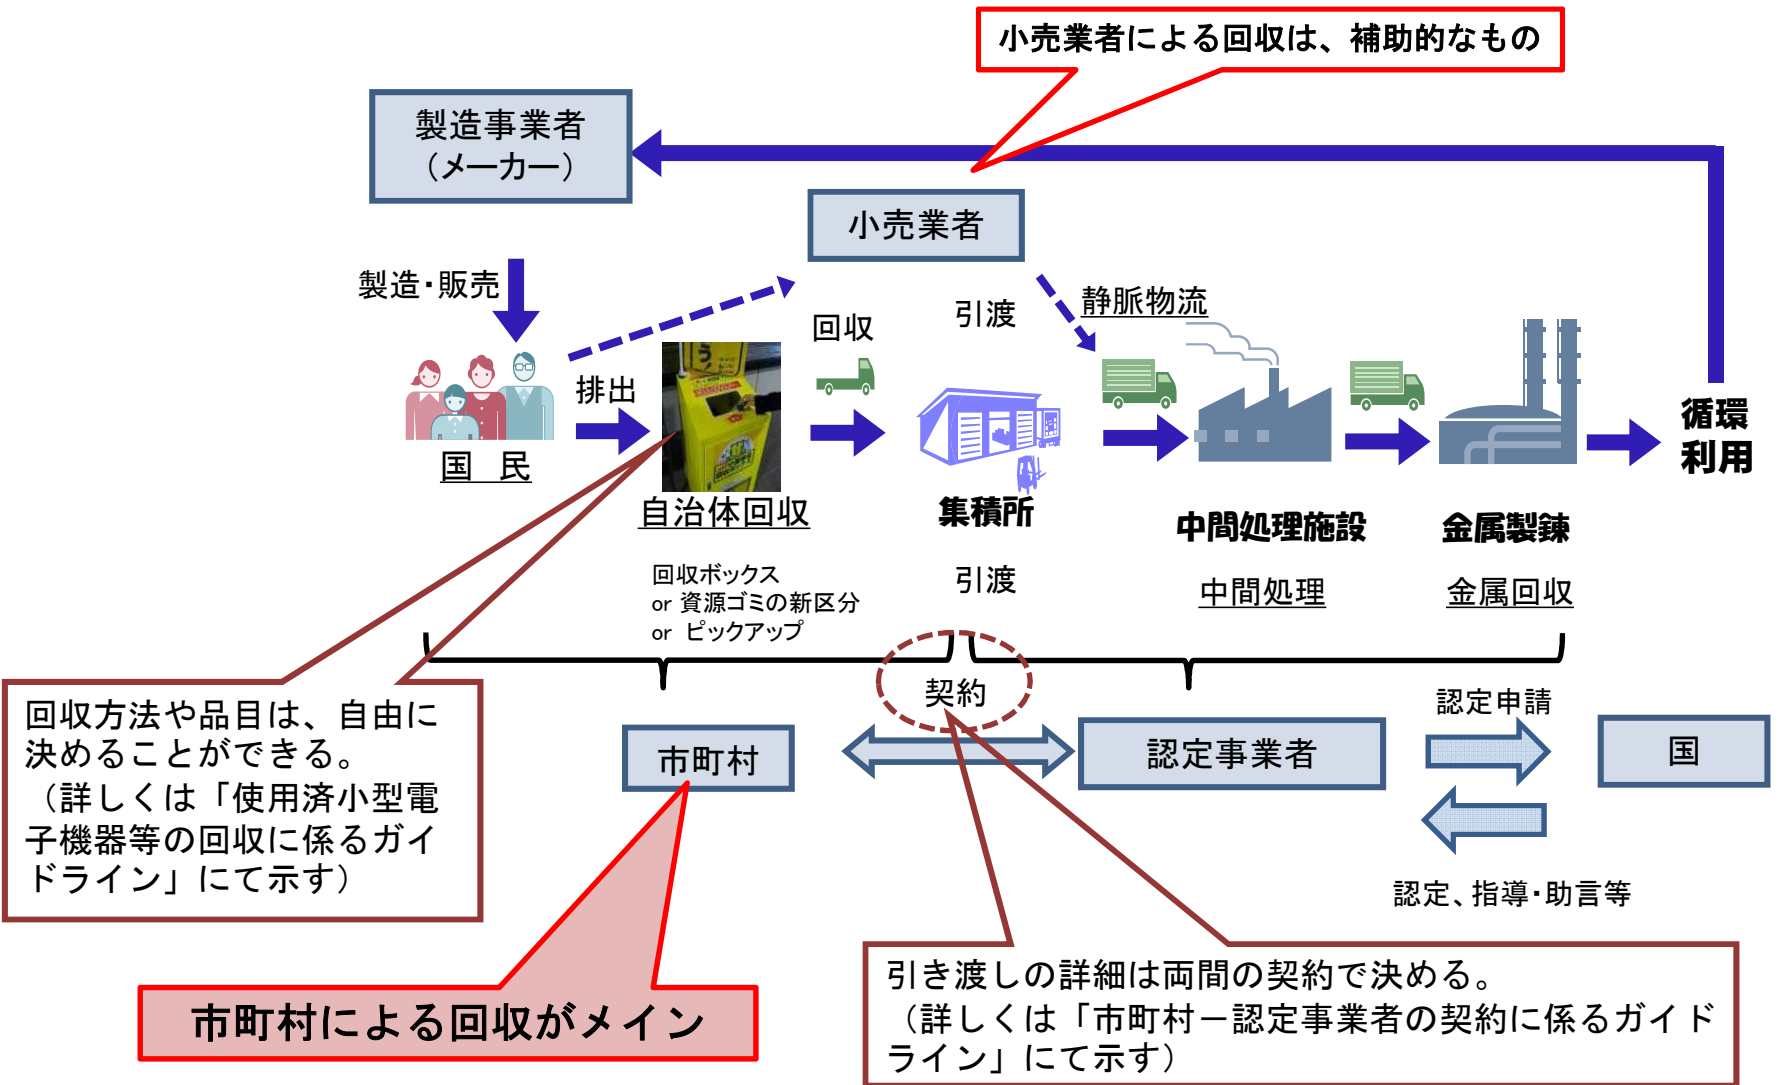 小売業者による回収は、補助的なもの
製造事業者
（メーカー）
小売業者
製造・販売
回収
引渡
静脈物流
排出
国　民
自治体回収
集積所
中間処理施設
金属製錬
循環
利用
回収ボックス
or 資源ゴミの新区分
or ピックアップ
引渡
中間処理
金属回収
契約
市町村
認定事業者
認定申請
国
認定、指導・助言等
回収方法や品目は、自由に
決めることができる。
（詳しくは「使用済小型電
子機器等の回収に係るガイ
ドライン」にて示す）
市町村による回収がメイン
引き渡しの詳細は両間の契約で決める。
（詳しくは「市町村－認定事業者の契約に係るガイド
ライン」にて示す）